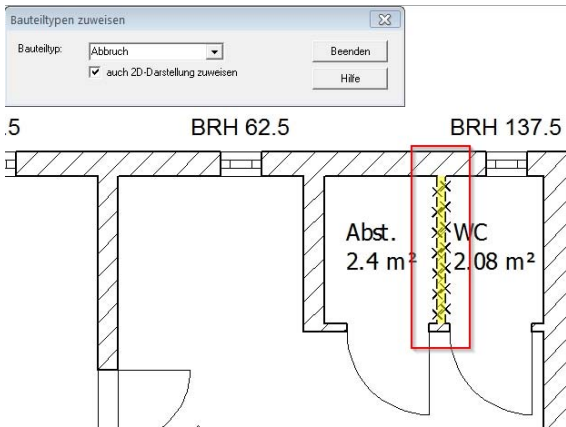 Bauteiltypen zuweisen
Bauteiltyp: Abbruch Beenden
auch 2D-Darstellung zuweisen
Hilfe
.5 BRH 62.5 BRH 137.5
Abst. WC
2.4 m² 2.08 m²